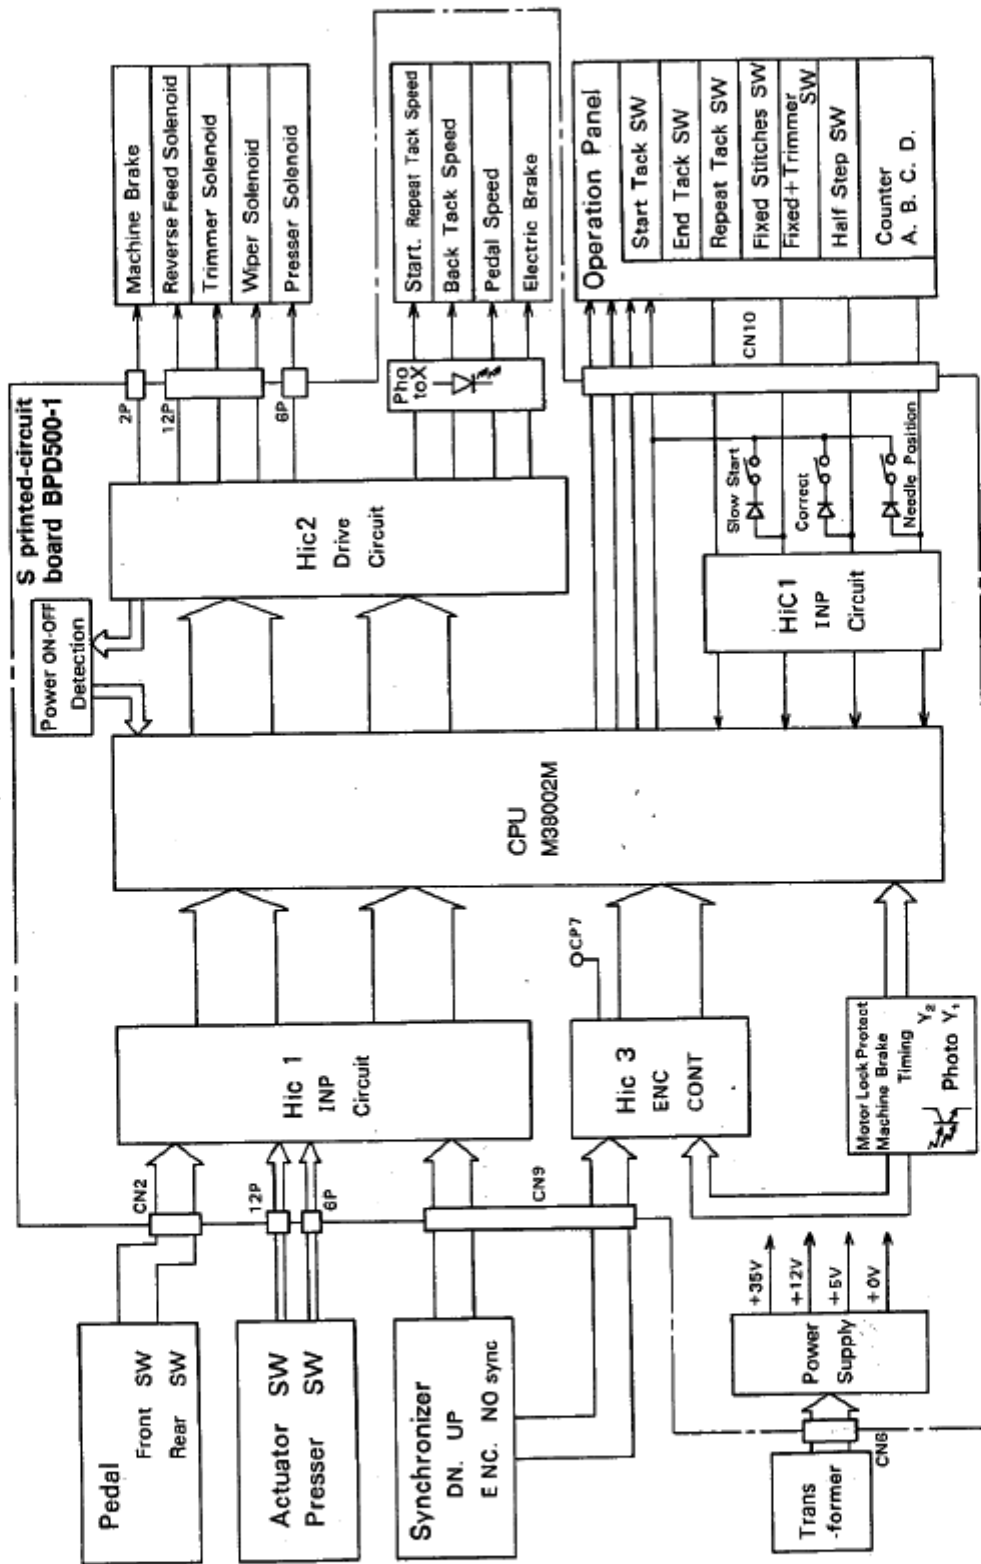 S printed-circuit
board BPD500-1
Power ON-OFF
Detection
Pedal
Front SW
Rear SW
CN2
Actuator SW
Presser SW
12P
6P
Synchronizer
DN. UP
ENC. NO sync
CN9
Hic 1
INP
Circuit
Hic 3
ENC
CONT
CP7
Trans
-former
CN6
Power
Supply
+35V
+12V
+5V
+0V
Motor Lock Protect
Machine Brake
Timing
Y2
Photo Y1
CPU
M38002M
Hic2
Drive
Circuit
2P
12P
6P
Machine Brake
Reverse Feed Solenoid
Trimmer Solenoid
Wiper Solenoid
Presser Solenoid
Pho
toX
Start. Repeat Tack Speed
Back Tack Speed
Pedal Speed
Electric Brake
HiC1
INP
Circuit
Slow Start
Correct
Needle Position
CN10
Operation Panel
Start Tack SW
End Tack SW
Repeat Tack SW
Fixed Stitches SW
Fixed+Trimmer
SW
Half Step SW
Counter
A. B. C. D.